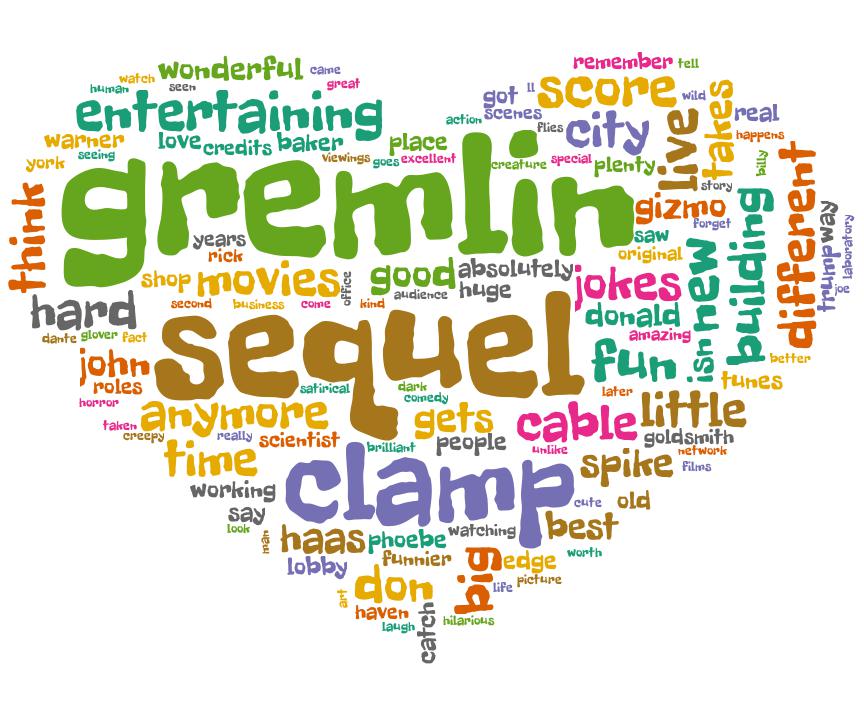 remember tell
wonderful came
watch
human seen great
score
got ll wild
scenes
entertaining
action
flies city
live
takes
real
happens
warner love credits baker place
york seeing viewings goes excellent
creature special plenty
billy
story
think
gremlin
gizmo
forget
different
way
trump
laboratory
years
rick
saw
original
building
new
isn
shop movies office good absolutely
audience huge
jokes
second business come kind
hard
sequel
donald
amazing
dante glover fact
fun
better
john
roles
satirical dark
comedy
later tunes
horror
anymore gets cable little
taken
creepy really scientist
brilliant people unlike goldsmith
network
time
clamp
spike films
working
cute old
say
look
man haas phoebe watching best
lobby funnier big edge worth
don life picture
art haven
catch hilarious
laugh